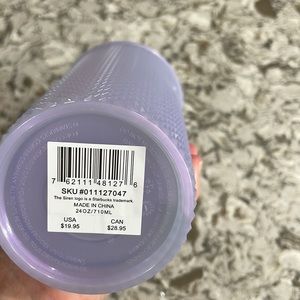 7 62111 48127 6
SKU #011127047
The Siren logo is a Starbucks trademark
MADE IN CHINA
24OZ/710ML
USA CAN
$19.95 $28.95